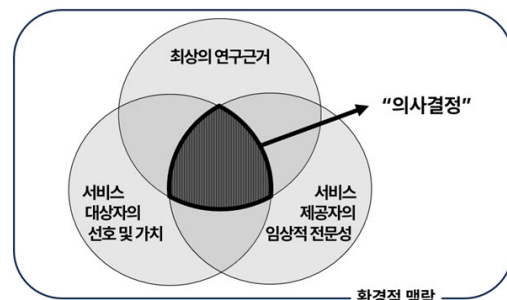 최상의 연구근거
“의사결정”
서비스
대상자의
선호 및 가치
서비스
제공자의
임상적 전문성
환경적 맥락